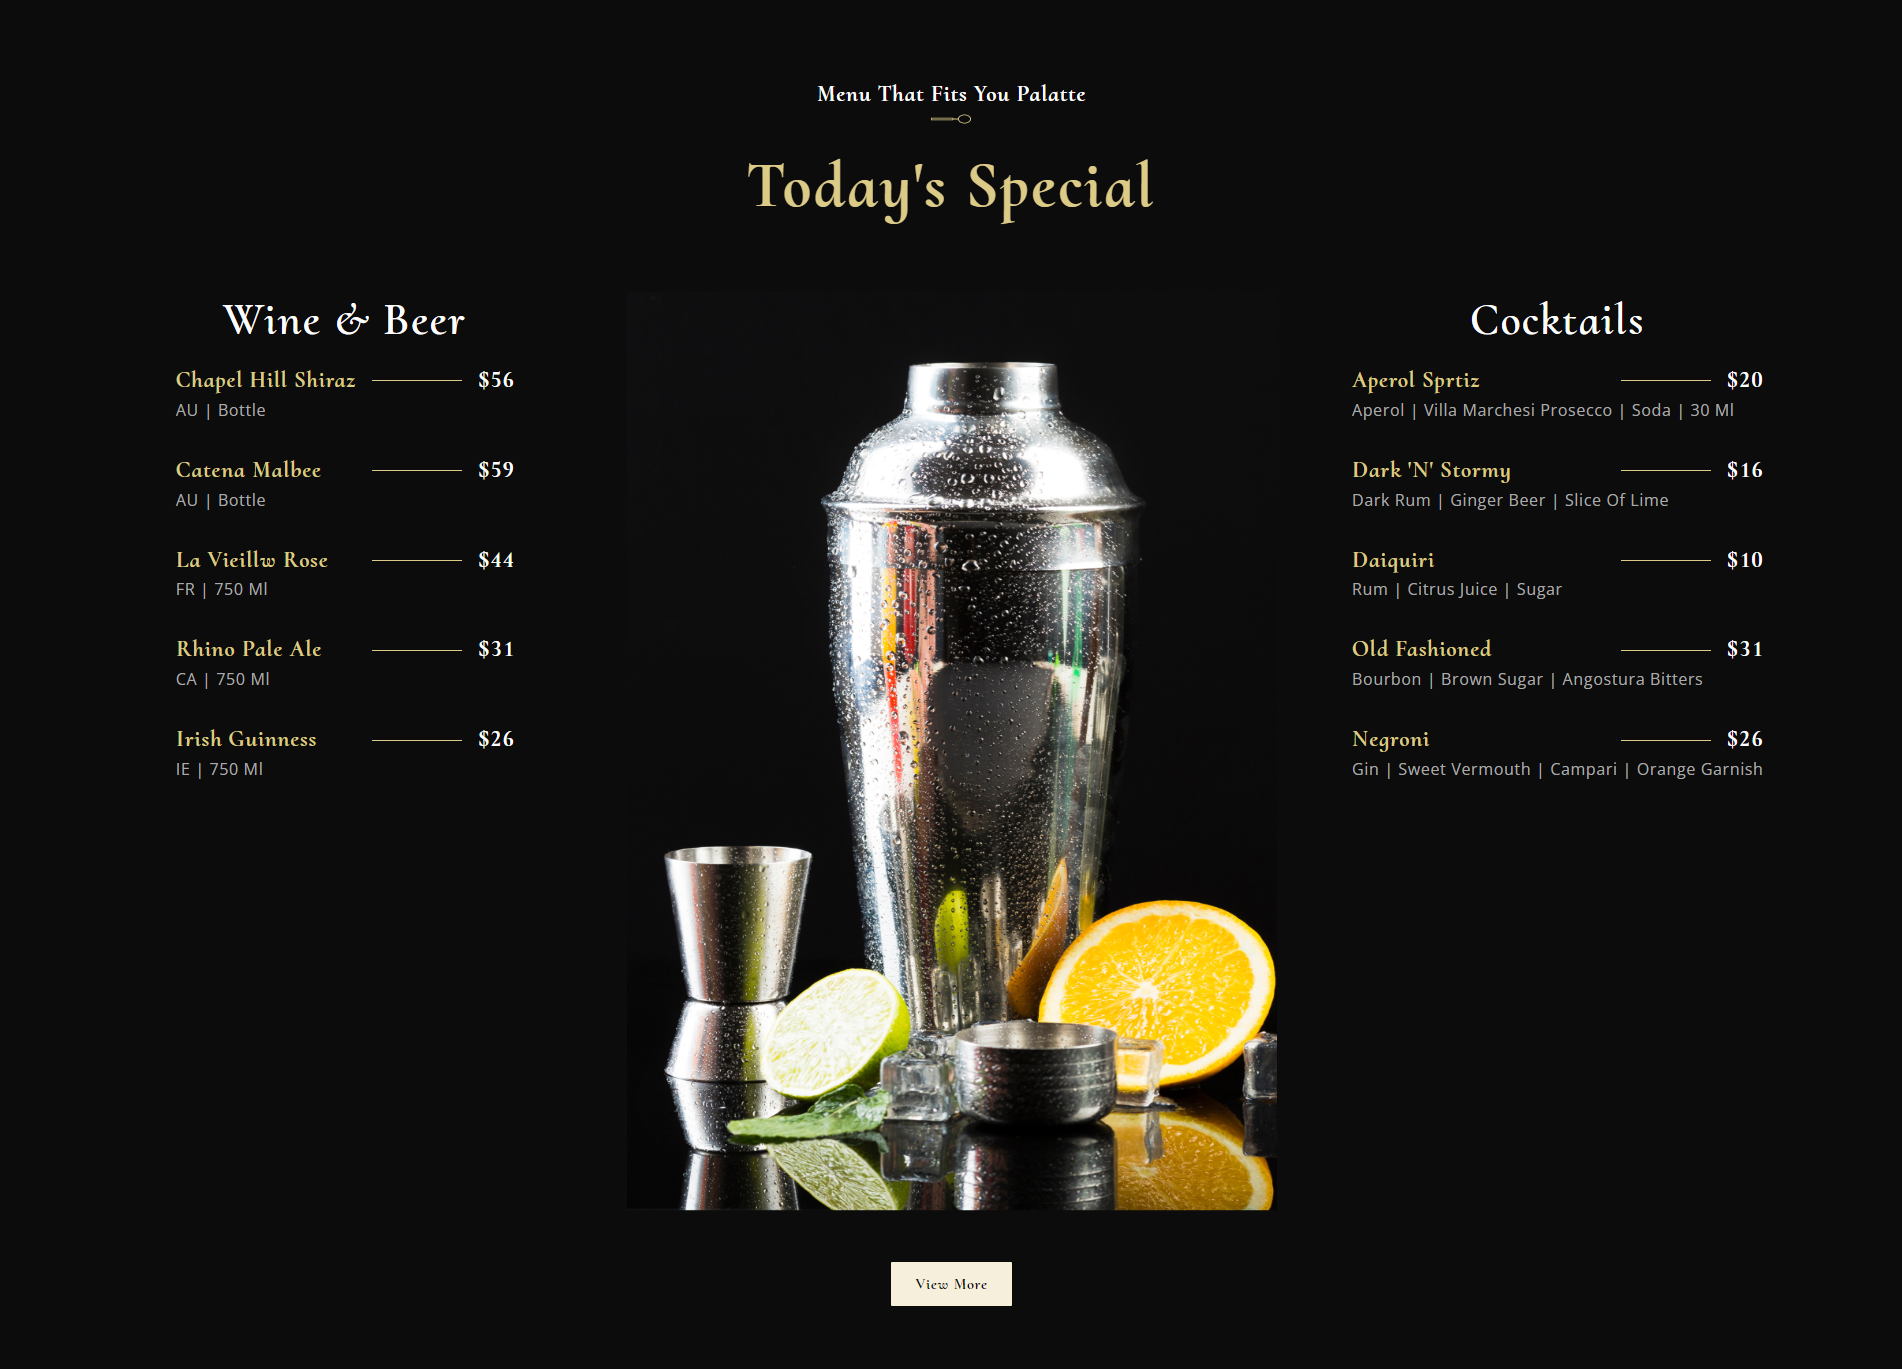 Menu That Fits You Palatte
Today's Special
Wine & Beer
Chapel Hill Shiraz $56
AU | Bottle
Catena Malbee $59
AU | Bottle
La Vieillw Rose $44
FR | 750 Ml
Rhino Pale Ale $31
CA | 750 Ml
Irish Guinness $26
IE | 750 Ml
Cocktails
Aperol Sprtiz $20
Aperol | Villa Marchesi Prosecco | Soda | 30 Ml
Dark 'N' Stormy $16
Dark Rum | Ginger Beer | Slice Of Lime
Daiquiri $10
Rum | Citrus Juice | Sugar
Old Fashioned $31
Bourbon | Brown Sugar | Angostura Bitters
Negroni $26
Gin | Sweet Vermouth | Campari | Orange Garnish
View More